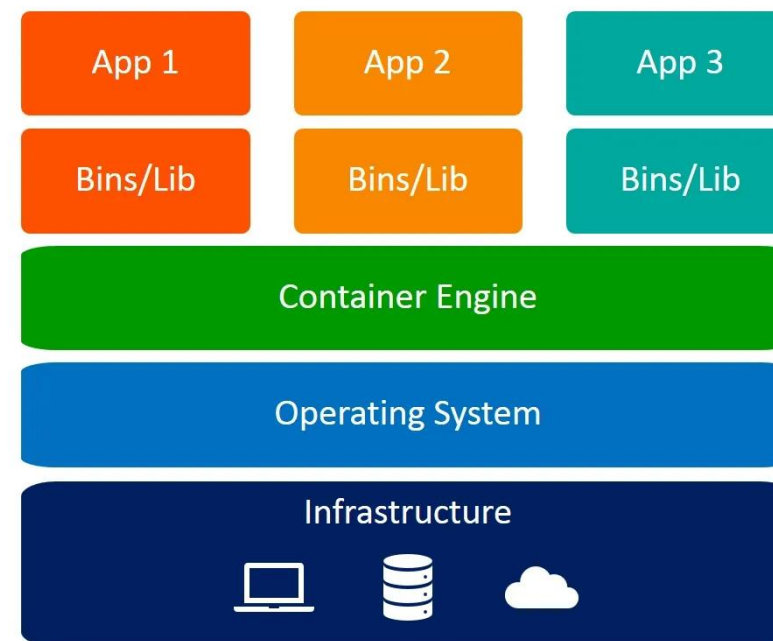 App 1
App 2
App 3
Bins/Lib
Bins/Lib
Bins/Lib
Container Engine
Operating System
Infrastructure